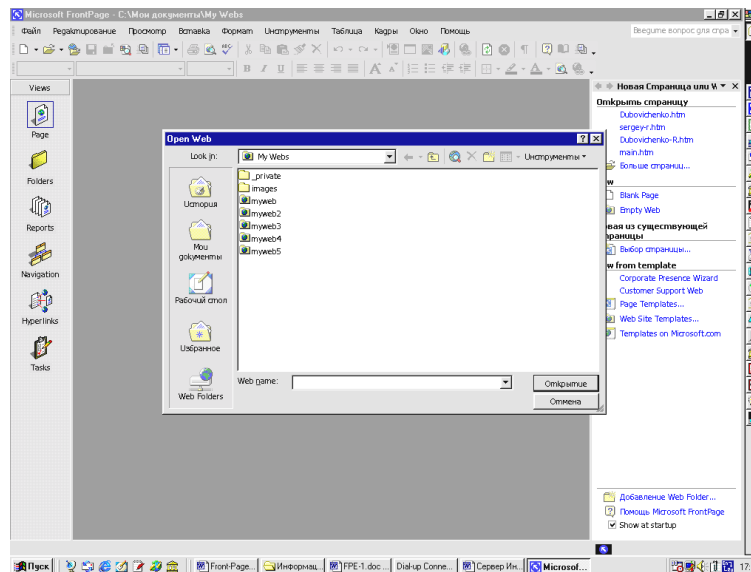 Microsoft FrontPage - C:\Мои документы\My Webs
Файл Редактирование Просмотр Вставка Формат Инструменты Таблица Кадры Окно Помощь
Введите вопрос для спра
Views
Page
Folders
Reports
Navigation
Hyperlinks
Tasks
Open Web
Look in: My Webs
Инструменты
История
Мои документы
Рабочий стол
Избранное
Web Folders
_private
images
myweb
myweb2
myweb3
myweb4
myweb5
Web name:
Открытие
Отмена
Новая Страница или W
Открыть страницу
Dubovichenko.htm
sergey-r.htm
Dubovichenko-R.htm
main.htm
Больше страниц...
w
Blank Page
Empty Web
вая из существующей
траницы
Выбор страницы...
w from template
Corporate Presence Wizard
Customer Support Web
Page Templates...
Web Site Templates...
Templates on Microsoft.com
Добавление Web Folder...
Помощь Microsoft FrontPage
Show at startup
Пуск
Front-Page...
Информац...
FPE-1.doc ...
Dial-up Conne...
Сервер Ин...
Microsof...
17: